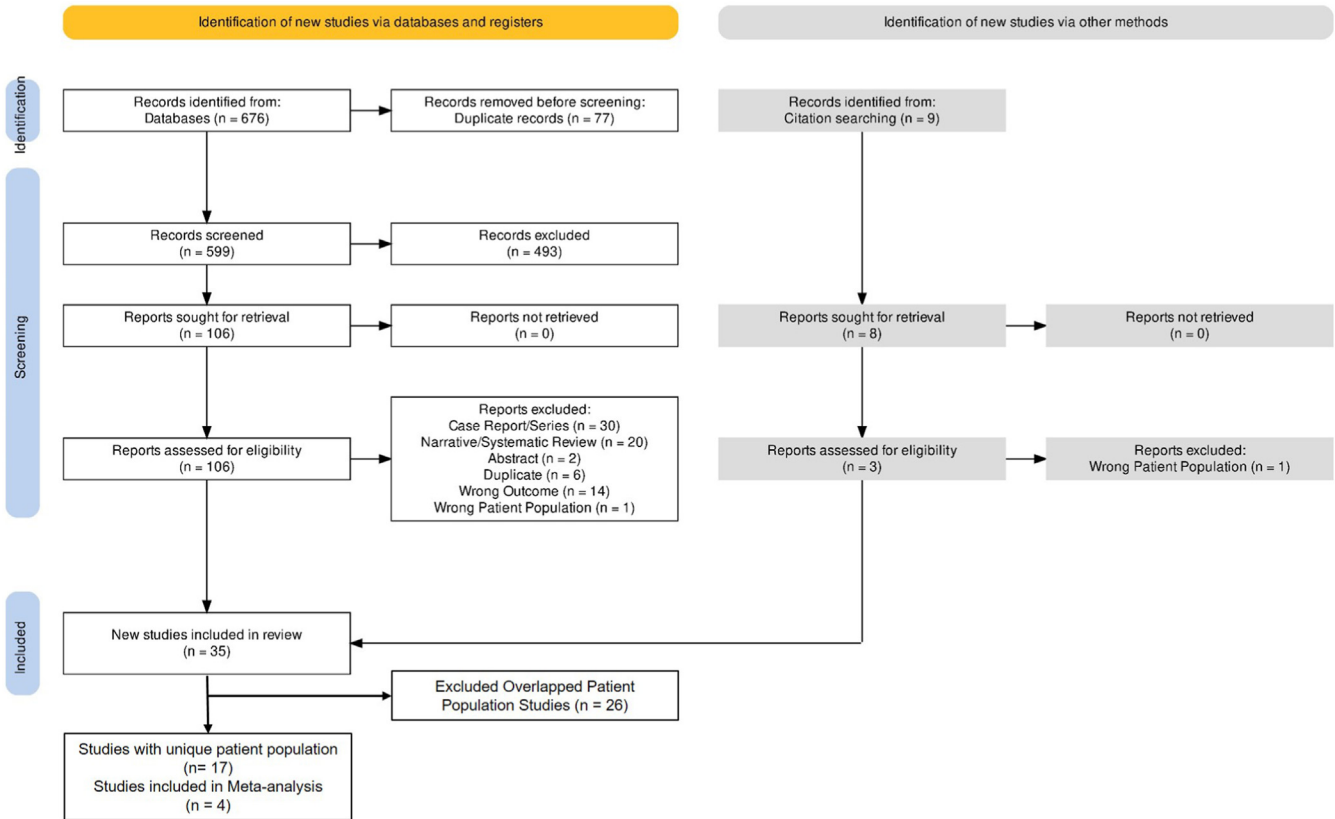 Identification of new studies via databases and registers
Identification of new studies via other methods
Identification
Records identified from:
Databases (n = 676)
Records removed before screening:
Duplicate records (n = 77)
Records identified from:
Citation searching (n = 9)
Screening
Records screened
(n = 599)
Records excluded
(n = 493)
Reports sought for retrieval
(n = 106)
Reports not retrieved
(n = 0)
Reports sought for retrieval
(n = 8)
Reports not retrieved
(n = 0)
Reports assessed for eligibility
(n = 106)
Reports excluded:
Case Report/Series (n = 30)
Narrative/Systematic Review (n = 20)
Abstract (n = 2)
Duplicate (n = 6)
Wrong Outcome (n = 14)
Wrong Patient Population (n = 1)
Reports assessed for eligibility
(n = 3)
Reports excluded:
Wrong Patient Population (n = 1)
Included
New studies included in review
(n = 35)
Excluded Overlapped Patient
Population Studies (n = 26)
Studies with unique patient population
(n= 17)
Studies included in Meta-analysis
(n = 4)